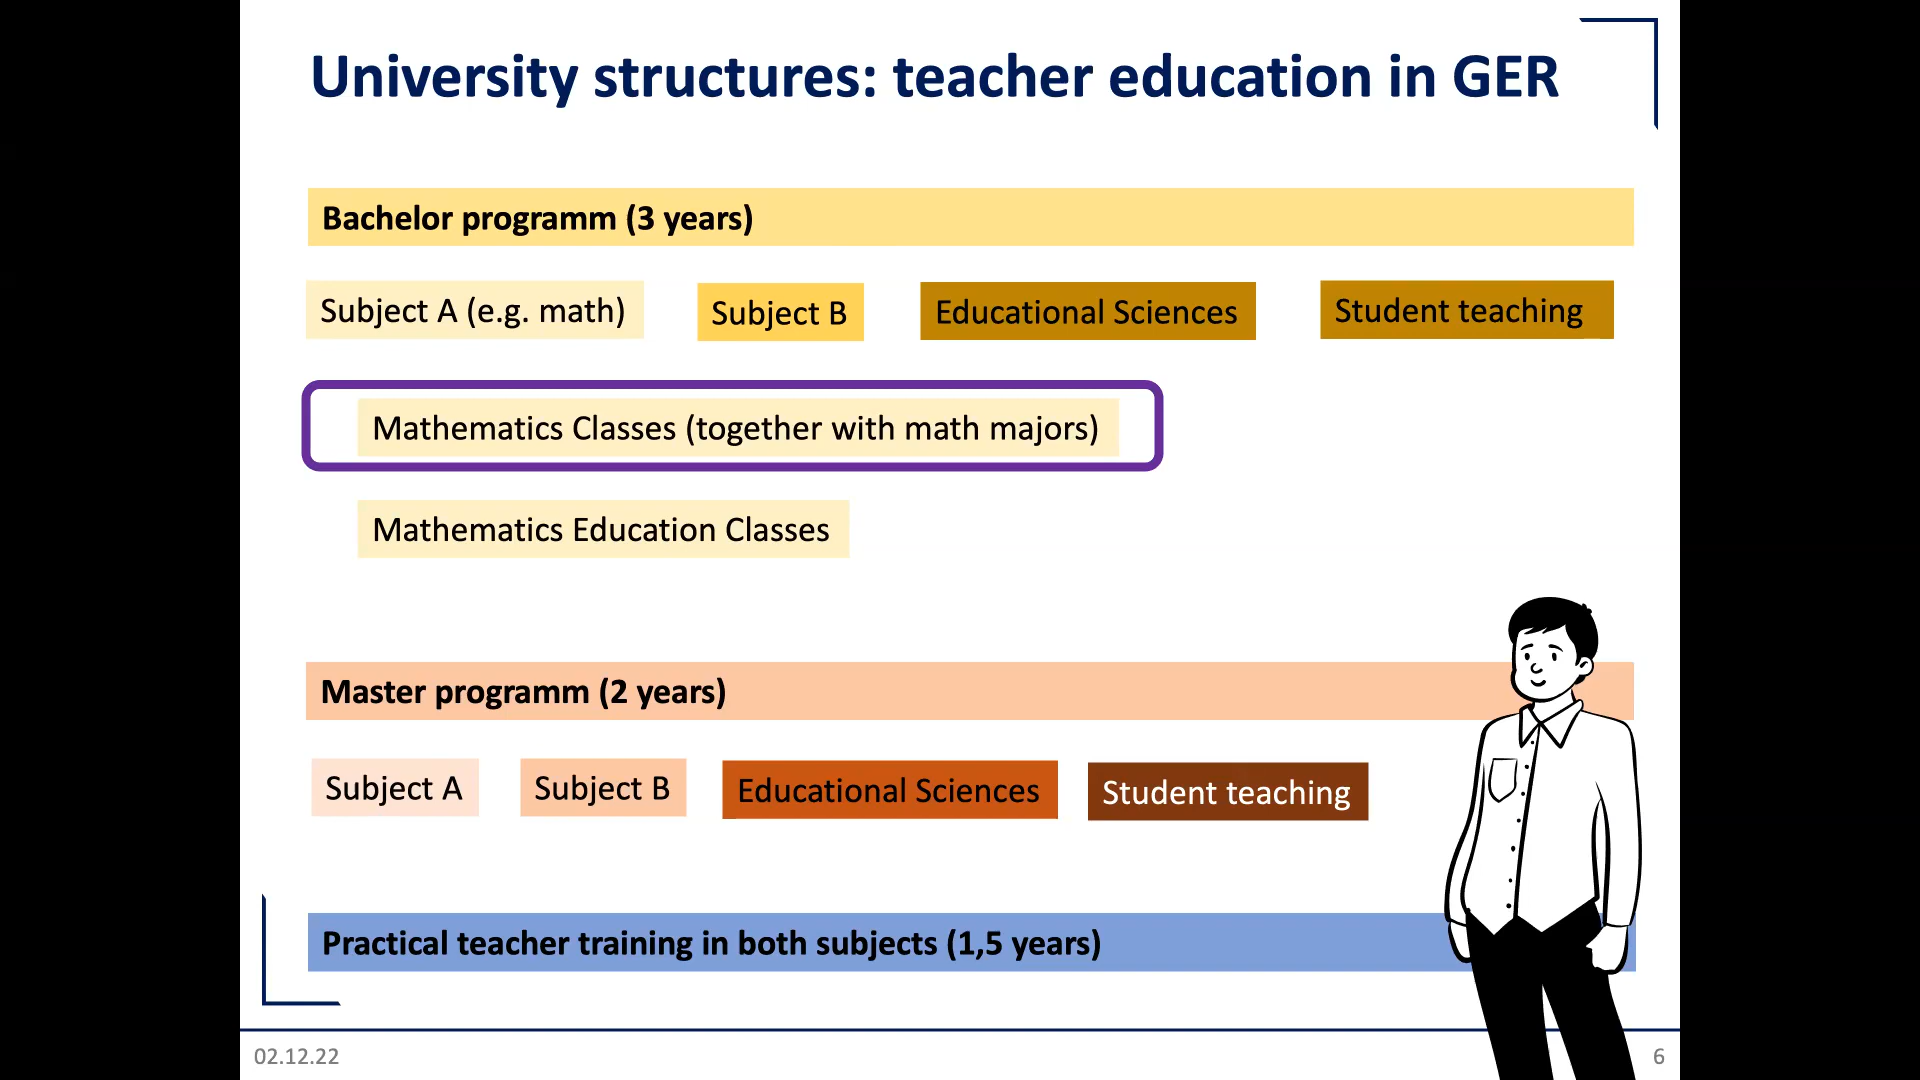 University structures: teacher education in GER
Bachelor programm (3 years)
Subject A (e.g. math)
Subject B
Educational Sciences
Student teaching
Mathematics Classes (together with math majors)
Mathematics Education Classes
Master programm (2 years)
Subject A
Subject B
Educational Sciences
Student teaching
Practical teacher training in both subjects (1,5 years)
02.12.22
6